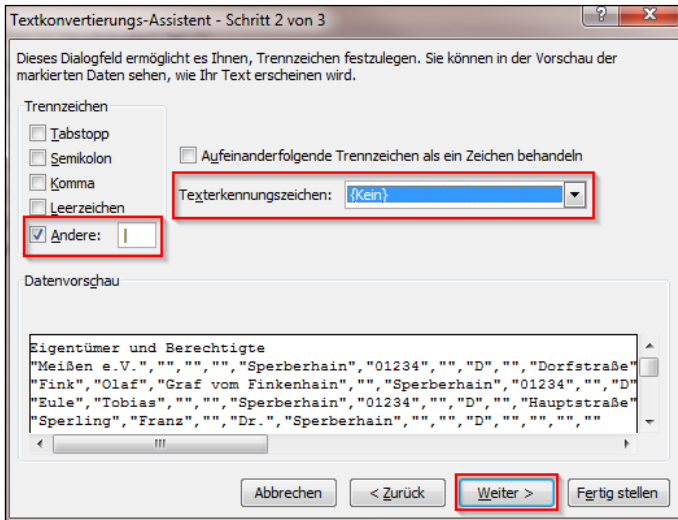 Textkonvertierungs-Assistent - Schritt 2 von 3
Dieses Dialogfeld ermöglicht es Ihnen, Trennzeichen festzulegen. Sie können in der Vorschau der
markierten Daten sehen, wie Ihr Text erscheinen wird.
Trennzeichen
Tabstopp
Semikolon
Komma
Leerzeichen
Andere: |
Aufeinanderfolgende Trennzeichen als ein Zeichen behandeln
Texterkennungszeichen: {Kein}
Datenvorschau
Eigentümer und Berechtigte
"Meißen e.V.","","","","Sperberhain","01234","","D","","Dorfstraße"
"Fink","Olaf","Graf vom Finkenhain","","Sperberhain","01234","","D"
"Eule","Tobias","","","Sperberhain","01234","","D","","Hauptstraße"
"Sperling","Franz","","Dr.","Sperberhain","","","D","","","",""
Abbrechen
< Zurück
Weiter >
Fertig stellen